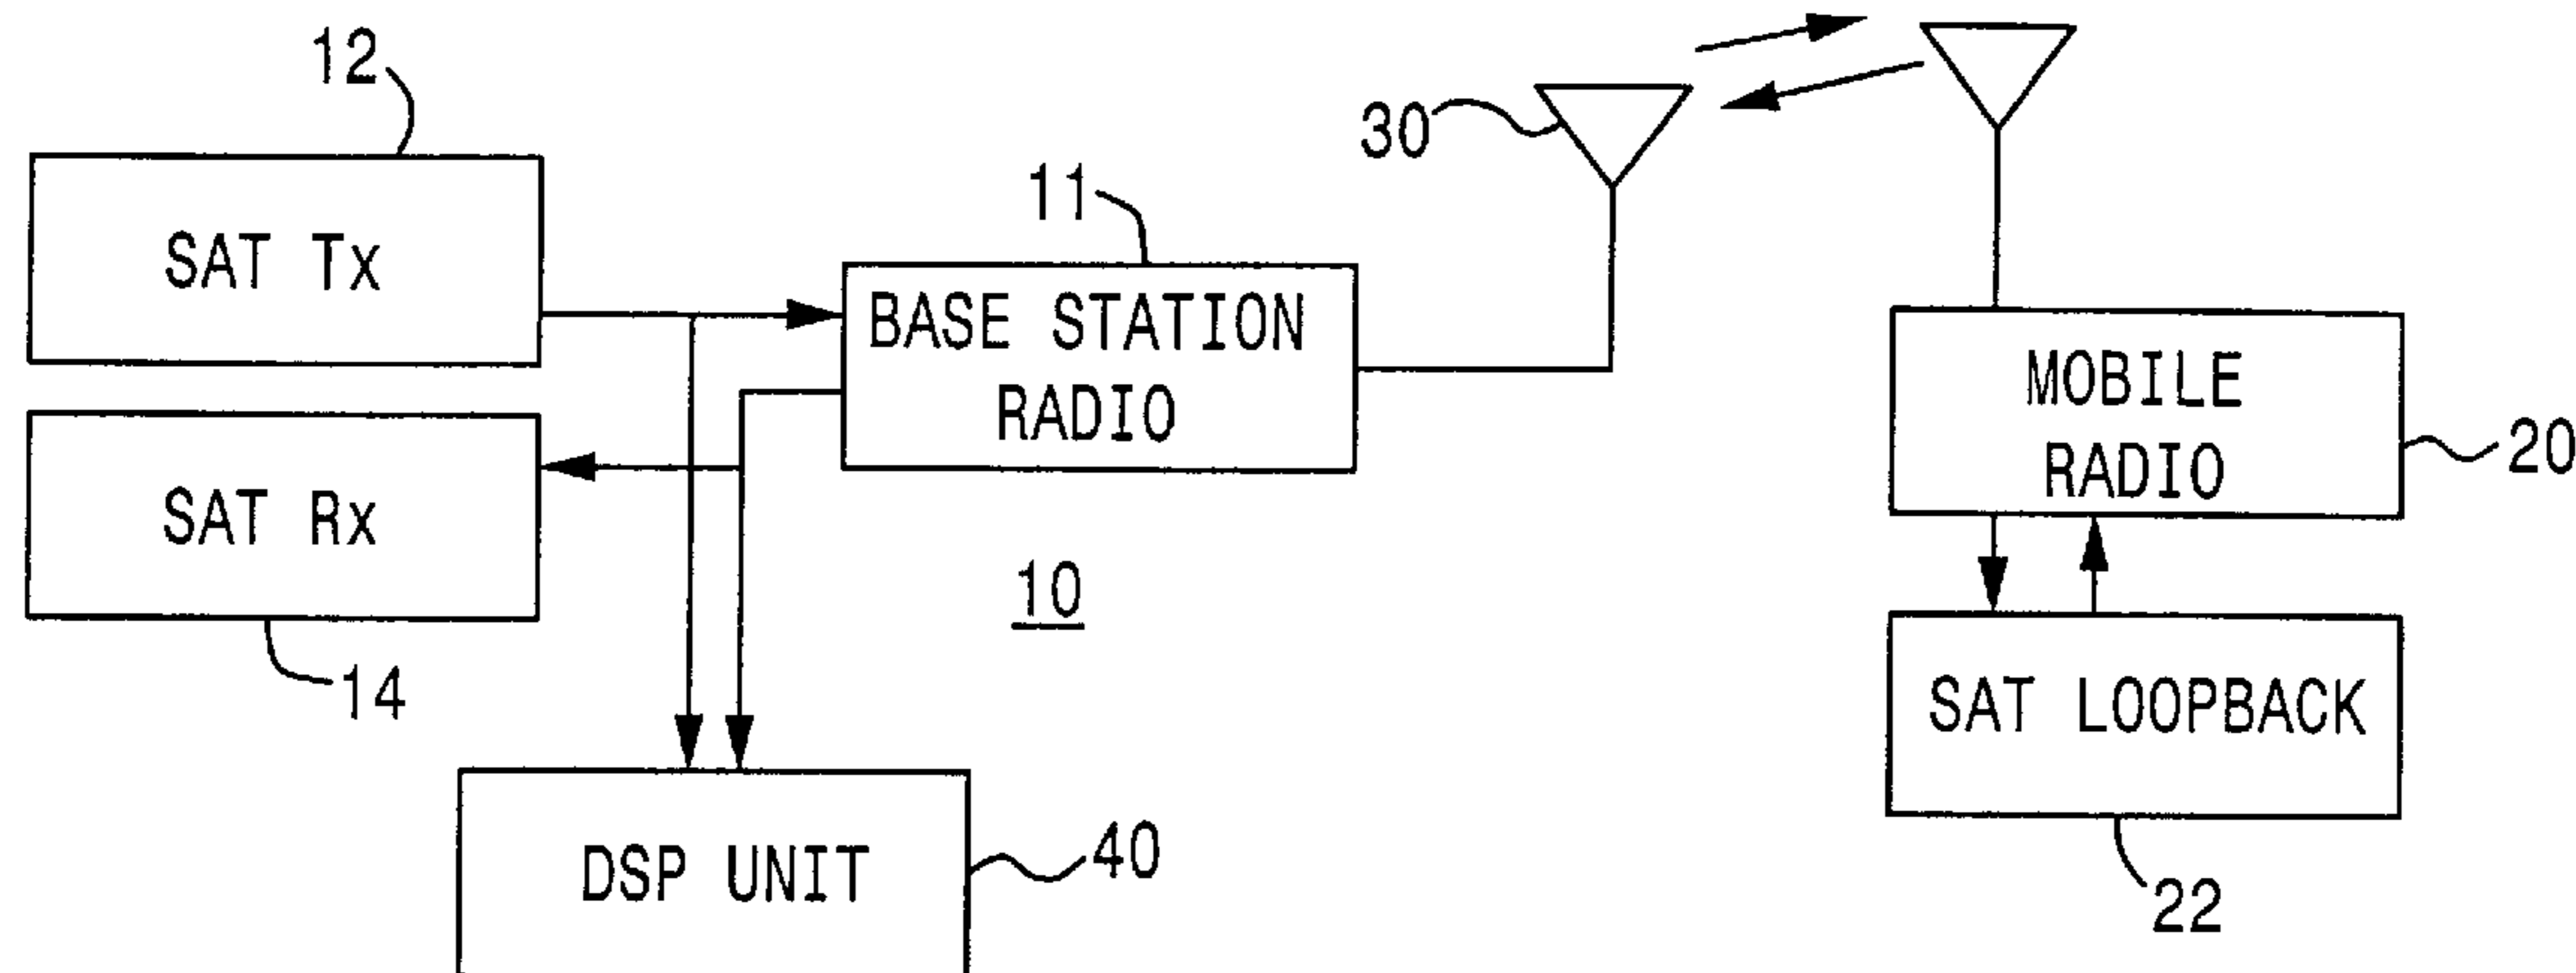 12
SAT Tx
30
11
BASE STATION
RADIO
MOBILE
RADIO
20
SAT Rx
10
14
SAT LOOPBACK
DSP UNIT
40
22